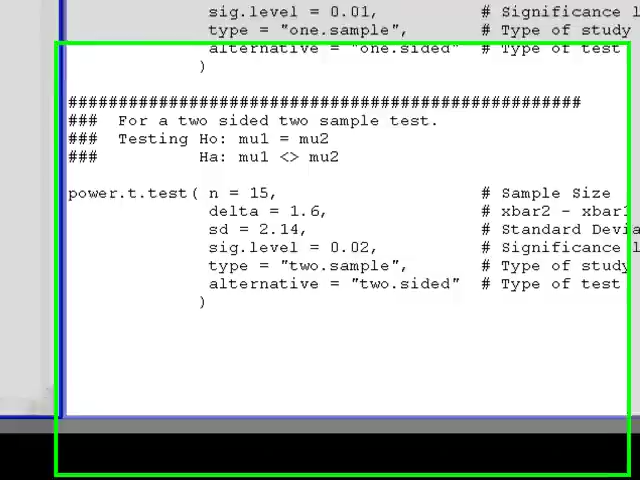 sig.level = 0.01, # Significance
type = "one.sample", # Type of study
alternative = "one.sided" # Type of test
)
###################################################
### For a two sided two sample test.
### Testing Ho: mu1 = mu2
### Ha: mu1 <> mu2
power.t.test( n = 15, # Sample Size
delta = 1.6, # xbar2 - xbar1
sd = 2.14, # Standard
sig.level = 0.02, # Significance
type = "two.sample", # Type of study
alternative = "two.sided" # Type of test
)